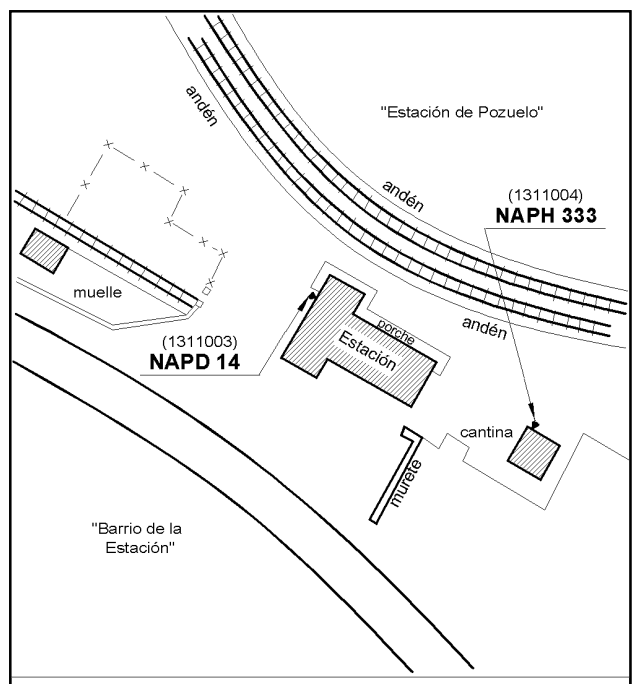 andén
"Estación de Pozuelo"
andén
(1311004)
NAPH 333
muelle
andén
(1311003)
NAPD 14
porche
Estación
cantina
murete
"Barrio de la
Estación"